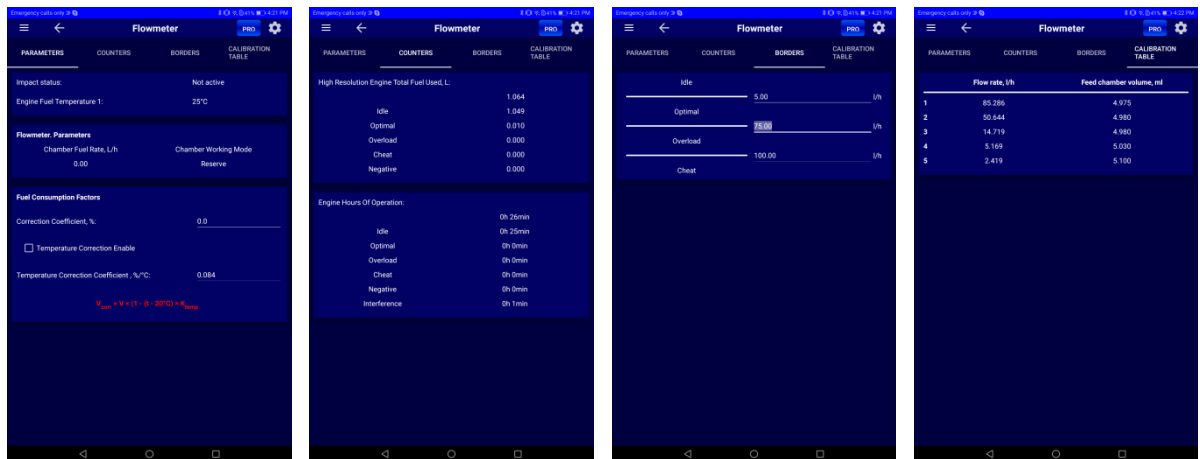 Emergency calls only
41% 4:21 PM
Flowmeter
PRO
PARAMETERS COUNTERS BORDERS CALIBRATION TABLE
Impact status: Not active
Engine Fuel Temperature 1: 25°C
Flowmeter. Parameters
Chamber Fuel Rate, L/h Chamber Working Mode
0.00 Reserve
Fuel Consumption Factors
Correction Coefficient, %: 0.0
Temperature Correction Enable
Temperature Correction Coefficient , %/°C: 0.084
= V × (1 - (t - 20°C) × K
Emergency calls only
41% 4:21 PM
Flowmeter
PRO
PARAMETERS COUNTERS BORDERS CALIBRATION TABLE
High Resolution Engine Total Fuel Used, L:
1.064
Idle 1.049
Optimal 0.010
Overload 0.000
Cheat 0.000
Negative 0.000
Engine Hours Of Operation:
0h 26min
Idle 0h 25min
Optimal 0h 0min
Overload 0h 0min
Cheat 0h 0min
Negative 0h 0min
Interference 0h 1min
Emergency calls only
41% 4:21 PM
Flowmeter
PRO
PARAMETERS COUNTERS BORDERS CALIBRATION TABLE
Idle
5.00 l/h
Optimal
75.00 l/h
Overload
100.00 l/h
Cheat
Emergency calls only
41% 4:22 PM
Flowmeter
PRO
PARAMETERS COUNTERS BORDERS CALIBRATION TABLE
Flow rate, l/h Feed chamber volume, ml
1 85.286 4.975
2 50.644 4.980
3 14.719 4.980
4 5.169 5.030
5 2.419 5.100